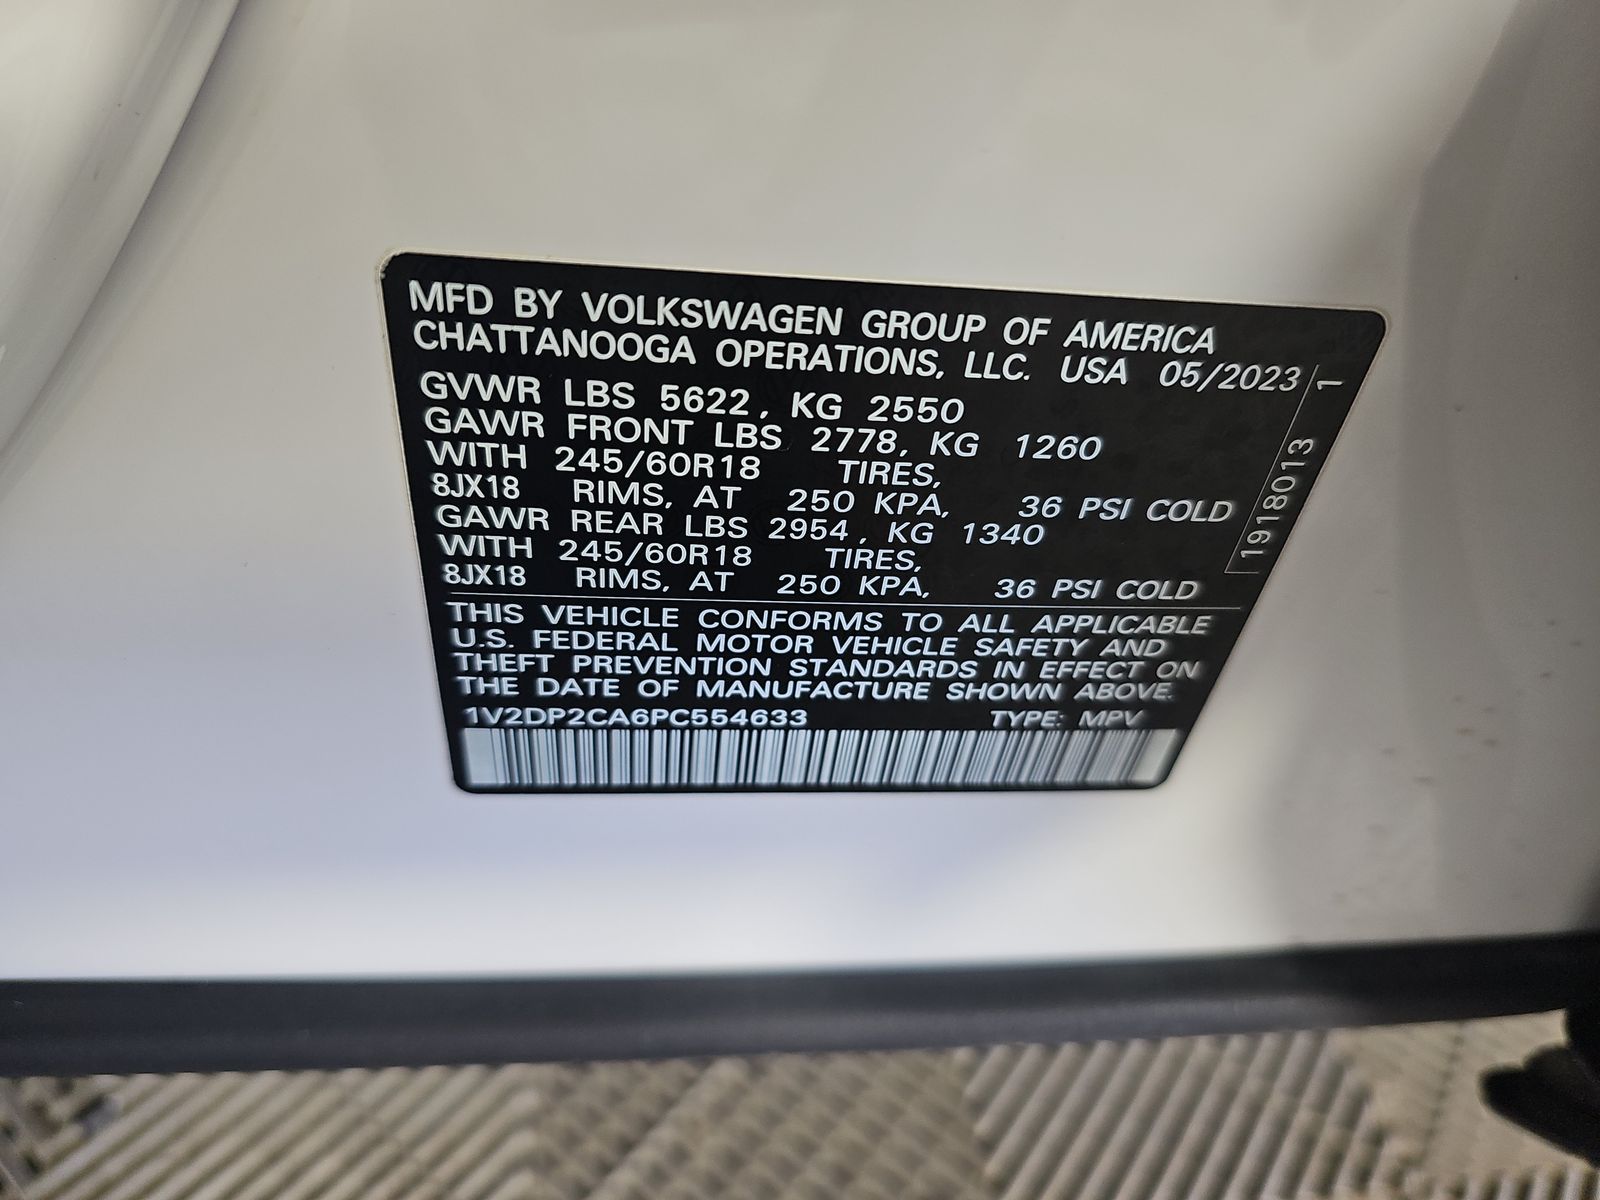 MFD BY VOLKSWAGEN GROUP OF AMERICA
CHATTANOOGA OPERATIONS, LLC. USA 05/2023
GVWR LBS 5622, KG 2550
GAWR FRONT LBS 2778, KG 1260
WITH 245/60R18 TIRES,
8JX18 RIMS, AT 250 KPA, 36 PSI COLD
GAWR REAR LBS 2954, KG 1340
WITH 245/60R18 TIRES,
8JX18 RIMS, AT 250 KPA, 36 PSI COLD
THIS VEHICLE CONFORMS TO ALL APPLICABLE
U.S. FEDERAL MOTOR VEHICLE SAFETY AND
THEFT PREVENTION STANDARDS IN EFFECT ON
THE DATE OF MANUFACTURE SHOWN ABOVE.
1V2DP2CA6PC554633 TYPE: MPV
1918013 1